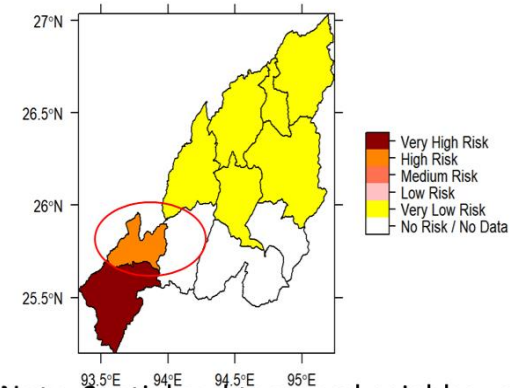 27°N
26.5°N
26°N
25.5°N
93.5°E 94°E 94.5°E 95°E
Very High Risk
High Risk
Medium Risk
Low Risk
Very Low Risk
No Risk / No Data